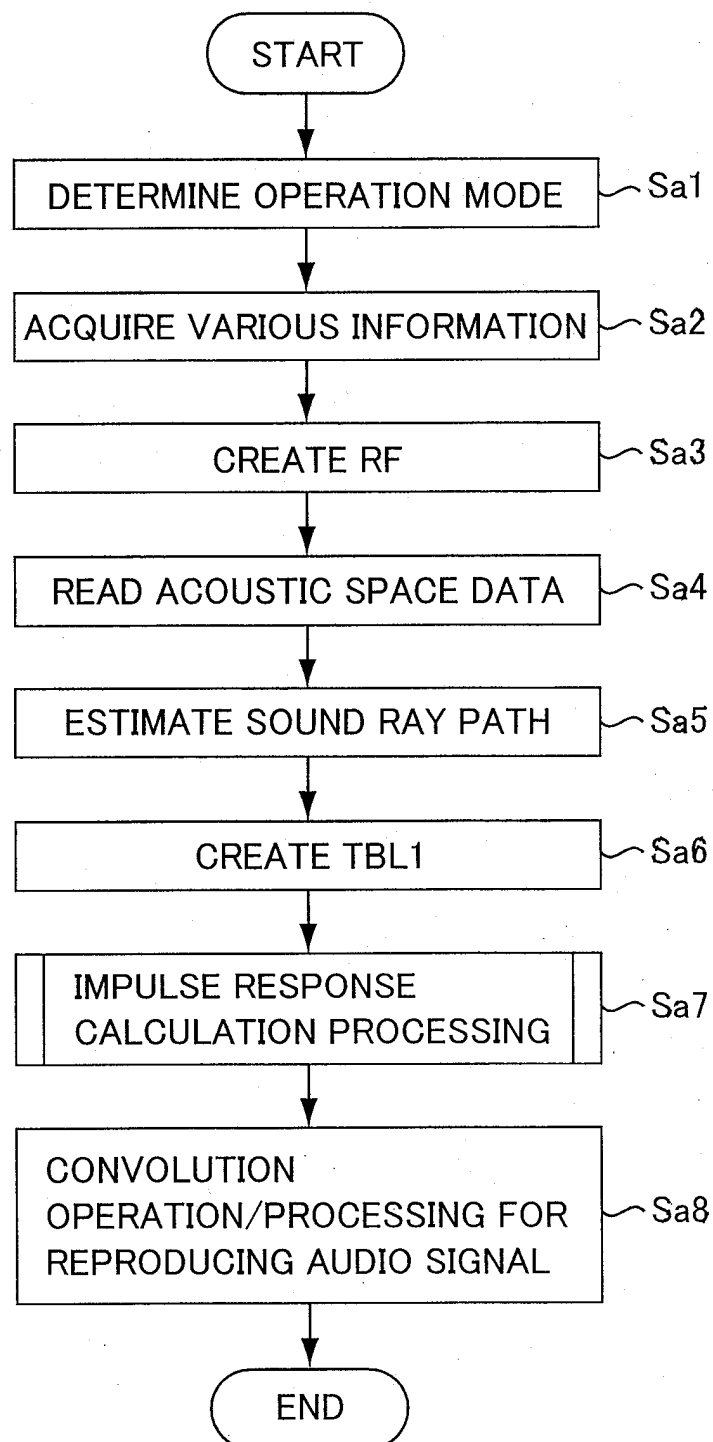 START
DETERMINE OPERATION MODE
Sa1
ACQUIRE VARIOUS INFORMATION
Sa2
CREATE RF
Sa3
READ ACOUSTIC SPACE DATA
Sa4
ESTIMATE SOUND RAY PATH
Sa5
CREATE TBL1
Sa6
IMPULSE RESPONSE
CALCULATION PROCESSING
Sa7
CONVOLUTION
OPERATION/PROCESSING FOR
REPRODUCING AUDIO SIGNAL
Sa8
END